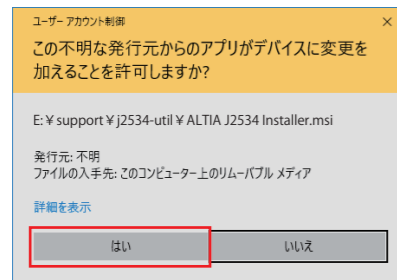 ユーザー アカウント制御
×
この不明な発行元からのアプリがデバイスに変更を
加えることを許可しますか?
E:¥support¥j2534-util¥ALTIA J2534 Installer.msi
発行元: 不明
ファイルの入手先: このコンピューター上のリムーバブル メディア
詳細を表示
はい
いいえ